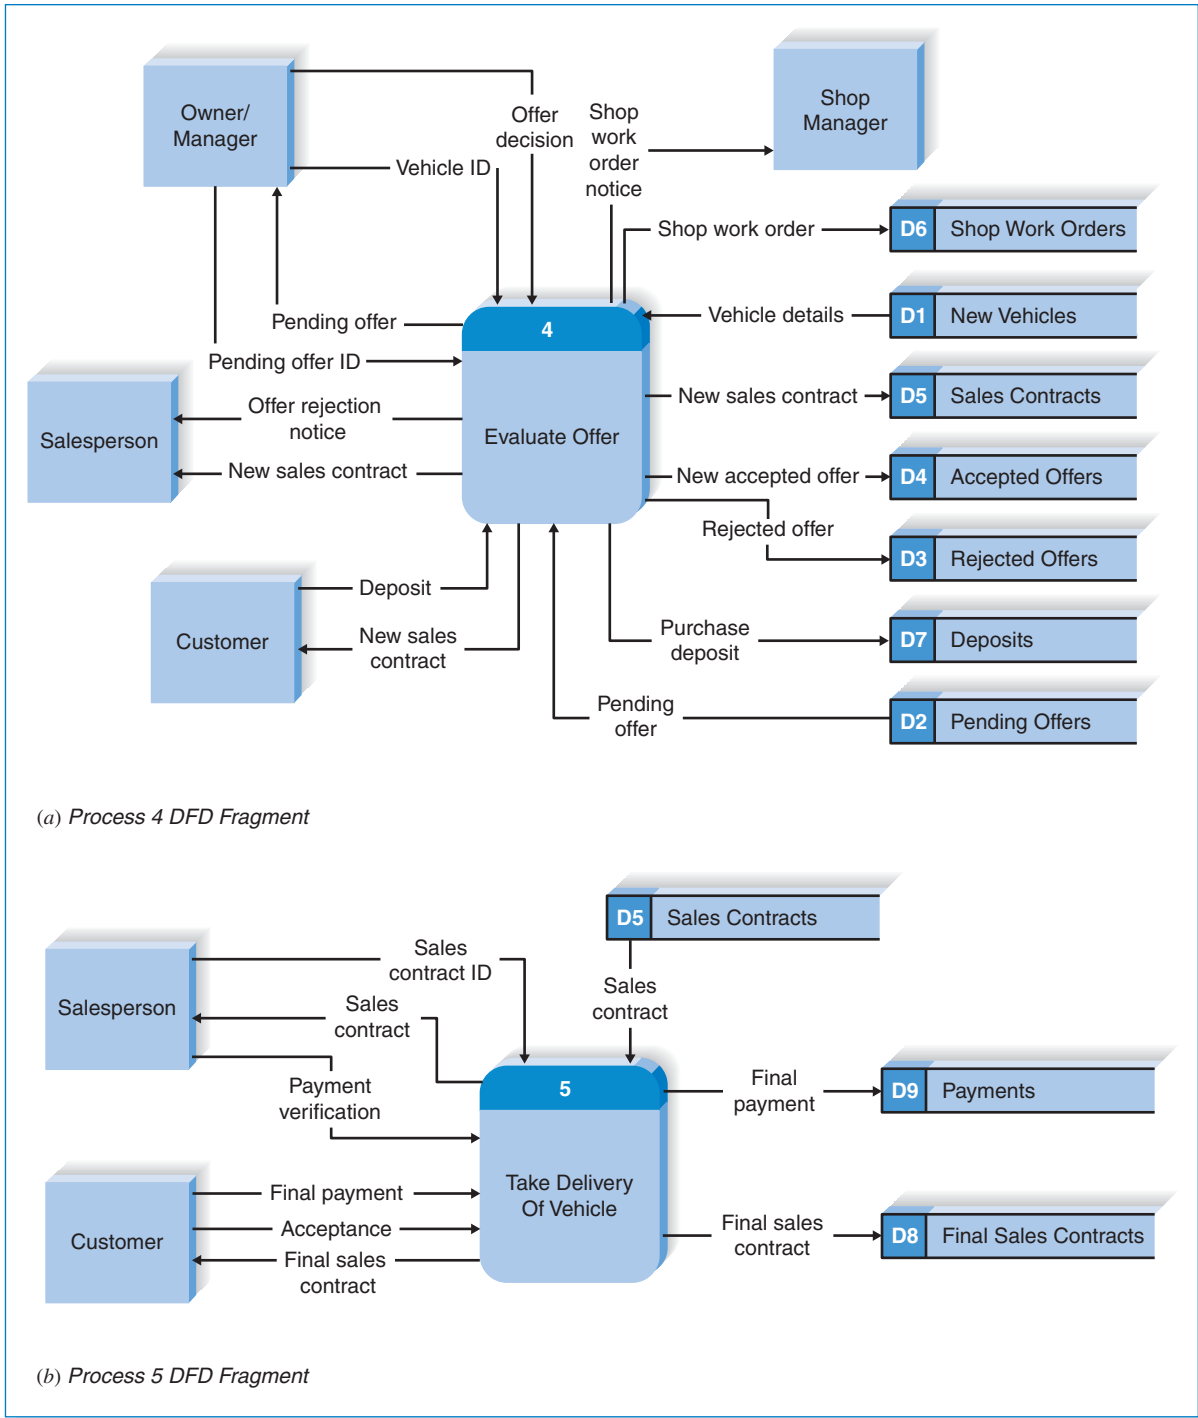 Owner/
Manager
Offer
decision
Shop
work
order
notice
Shop
Manager
Vehicle ID
Shop work order
D6 Shop Work Orders
Pending offer
4
Vehicle details
D1 New Vehicles
Pending offer ID
Salesperson
Offer rejection
notice
Evaluate Offer
New sales contract
D5 Sales Contracts
New sales contract
New accepted offer
D4 Accepted Offers
Rejected offer
D3 Rejected Offers
Customer
Deposit
New sales
contract
Purchase
deposit
D7 Deposits
Pending
offer
D2 Pending Offers
(a) Process 4 DFD Fragment
D5 Sales Contracts
Salesperson
Sales
contract ID
Sales
contract
Sales
contract
Payment
verification
5
Final
payment
D9 Payments
Take Delivery
Of Vehicle
Customer
Final payment
Acceptance
Final sales
contract
Final sales
contract
D8 Final Sales Contracts
(b) Process 5 DFD Fragment